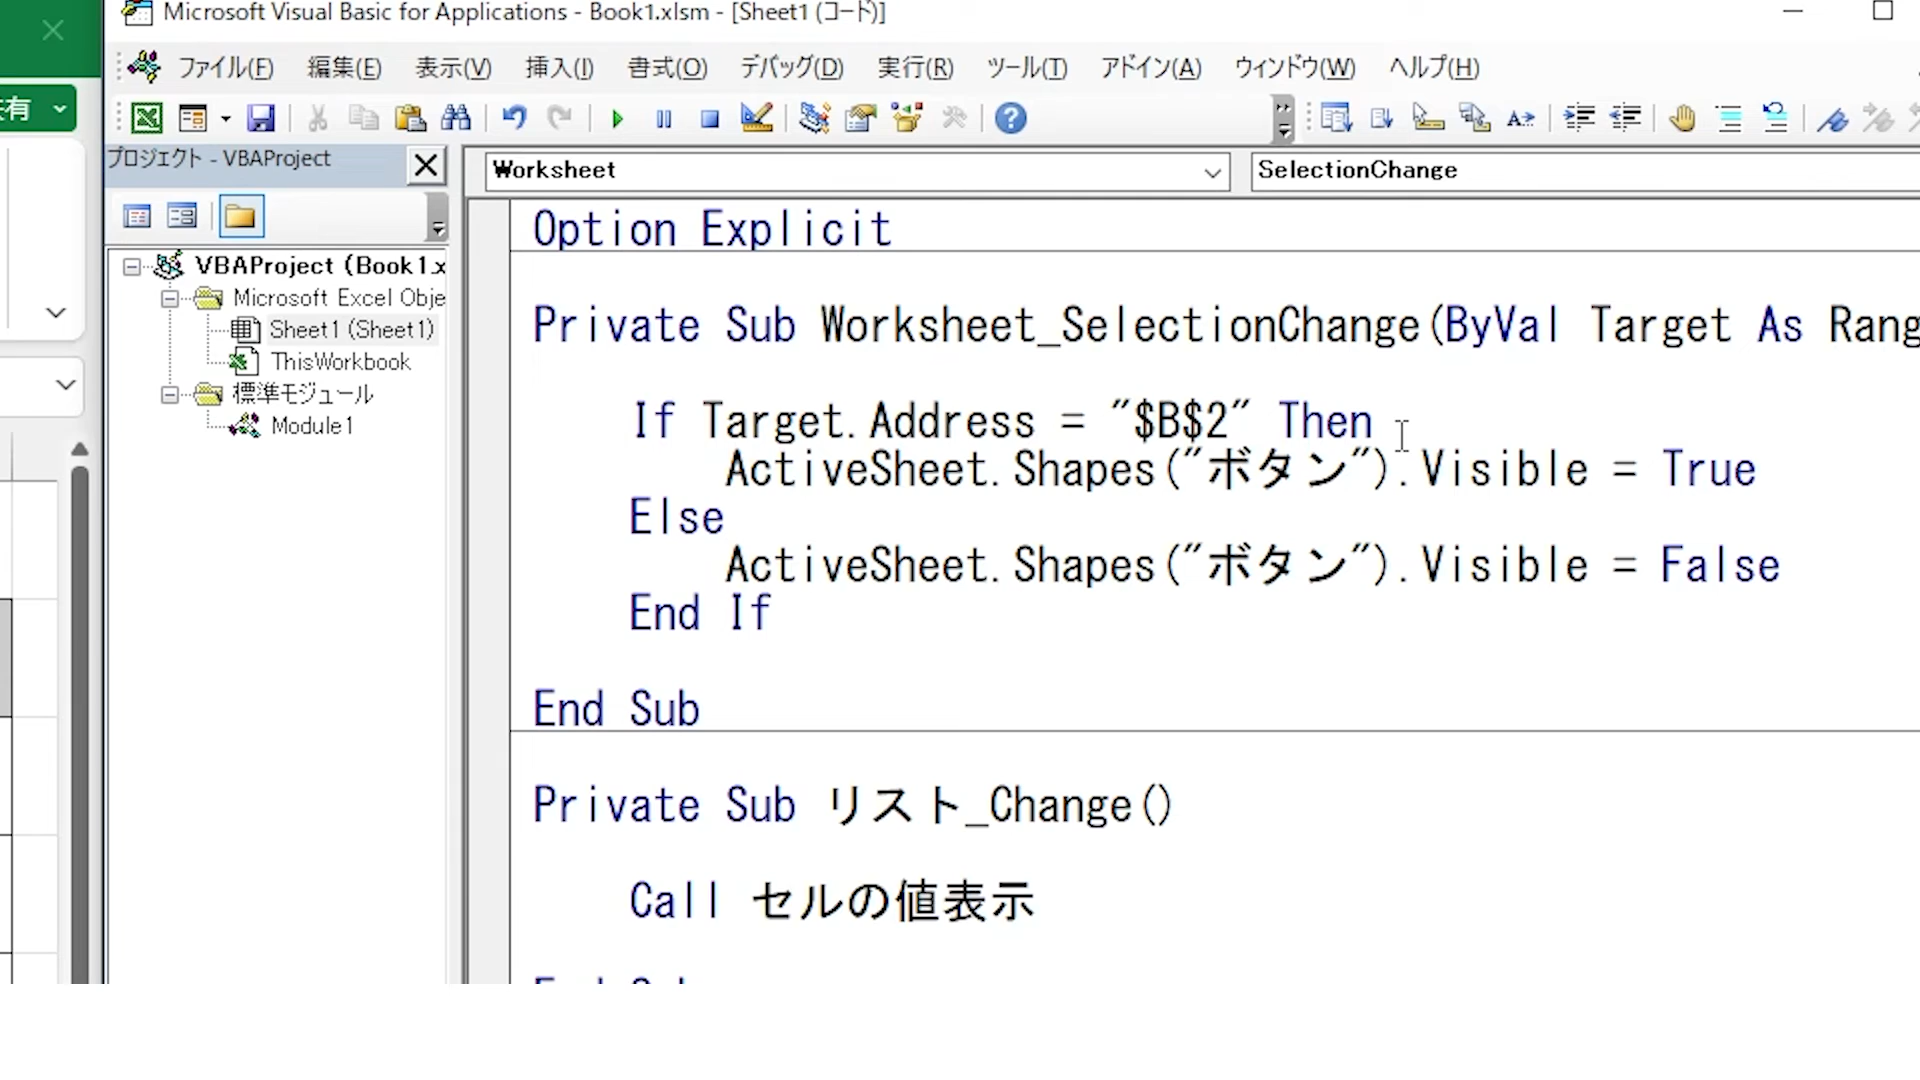 Microsoft Visual Basic for Applications - Book1.xlsm - [Sheet1 (コード)]
ファイル(F) 編集(E) 表示(V) 挿入(I) 書式(O) デバッグ(D) 実行(R) ツール(T) アドイン(A) ウィンドウ(W) ヘルプ(H)
有
プロジェクト - VBAProject
Worksheet
SelectionChange
VBAProject (Book1.x
Microsoft Excel Obje
Sheet1 (Sheet1)
ThisWorkbook
標準モジュール
Module1
Option Explicit
Private Sub Worksheet_SelectionChange(ByVal Target As Rang
If Target.Address = "$B$2" Then
ActiveSheet.Shapes("ボタン").Visible = True
Else
ActiveSheet.Shapes("ボタン").Visible = False
End If
End Sub
Private Sub リスト_Change()
Call セルの値表示